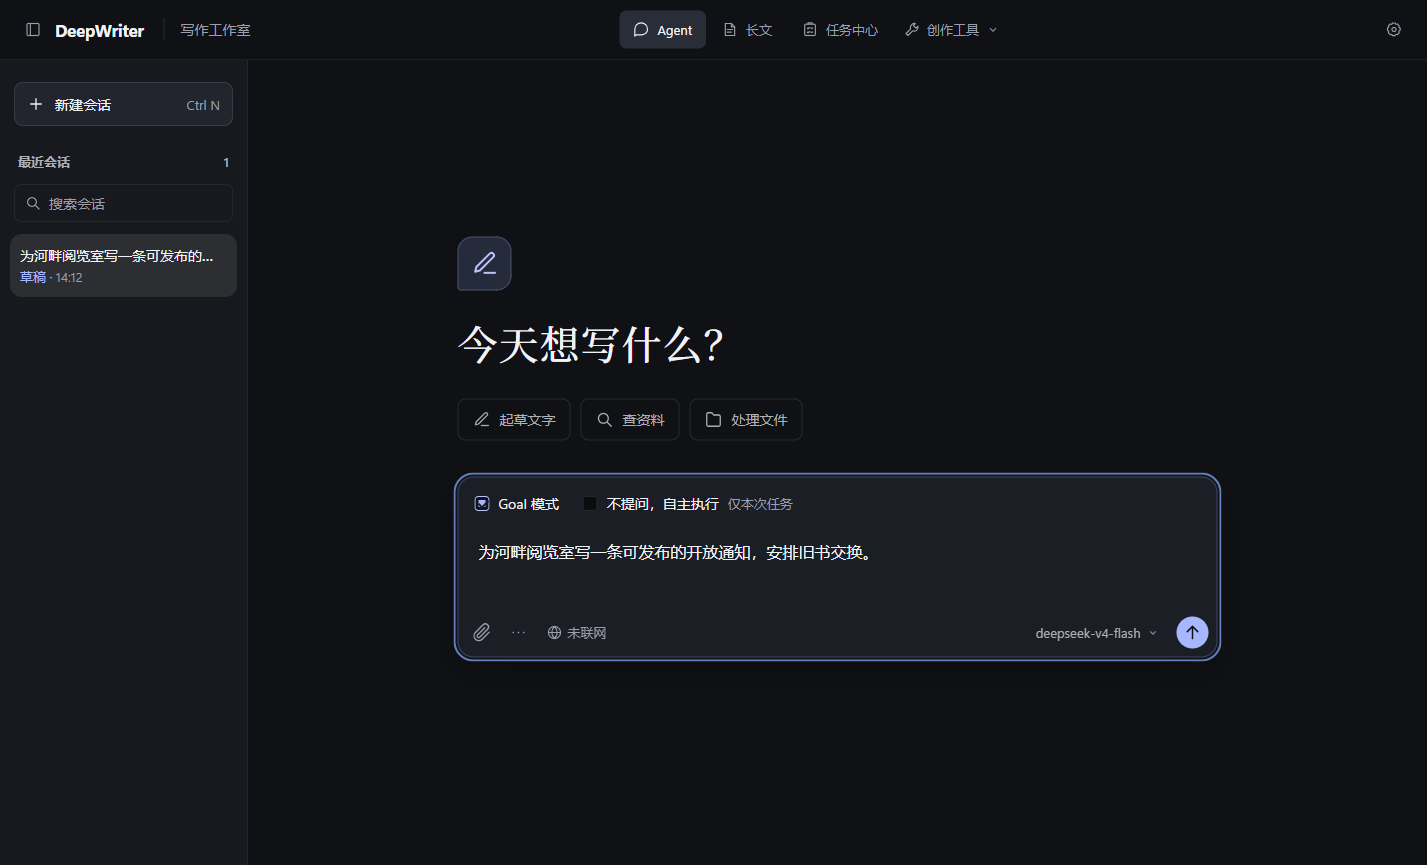 DeepWriter 写作工作室
Agent 长文 任务中心 创作工具
新建会话 Ctrl N
最近会话 1
搜索会话
为河畔阅览室写一条可发布的...
草稿 · 14:12
今天想写什么？
起草文字 查资料 处理文件
Goal 模式 不提问，自主执行 仅本次任务
为河畔阅览室写一条可发布的开放通知，安排旧书交换。
未联网 deepseek-v4-flash